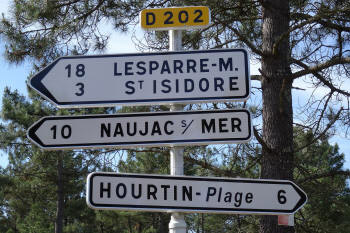 D 202
18 LESPARRE-M.
3 ST ISIDORE
10 NAUJAC s/ MER
HOURTIN-Plage 6